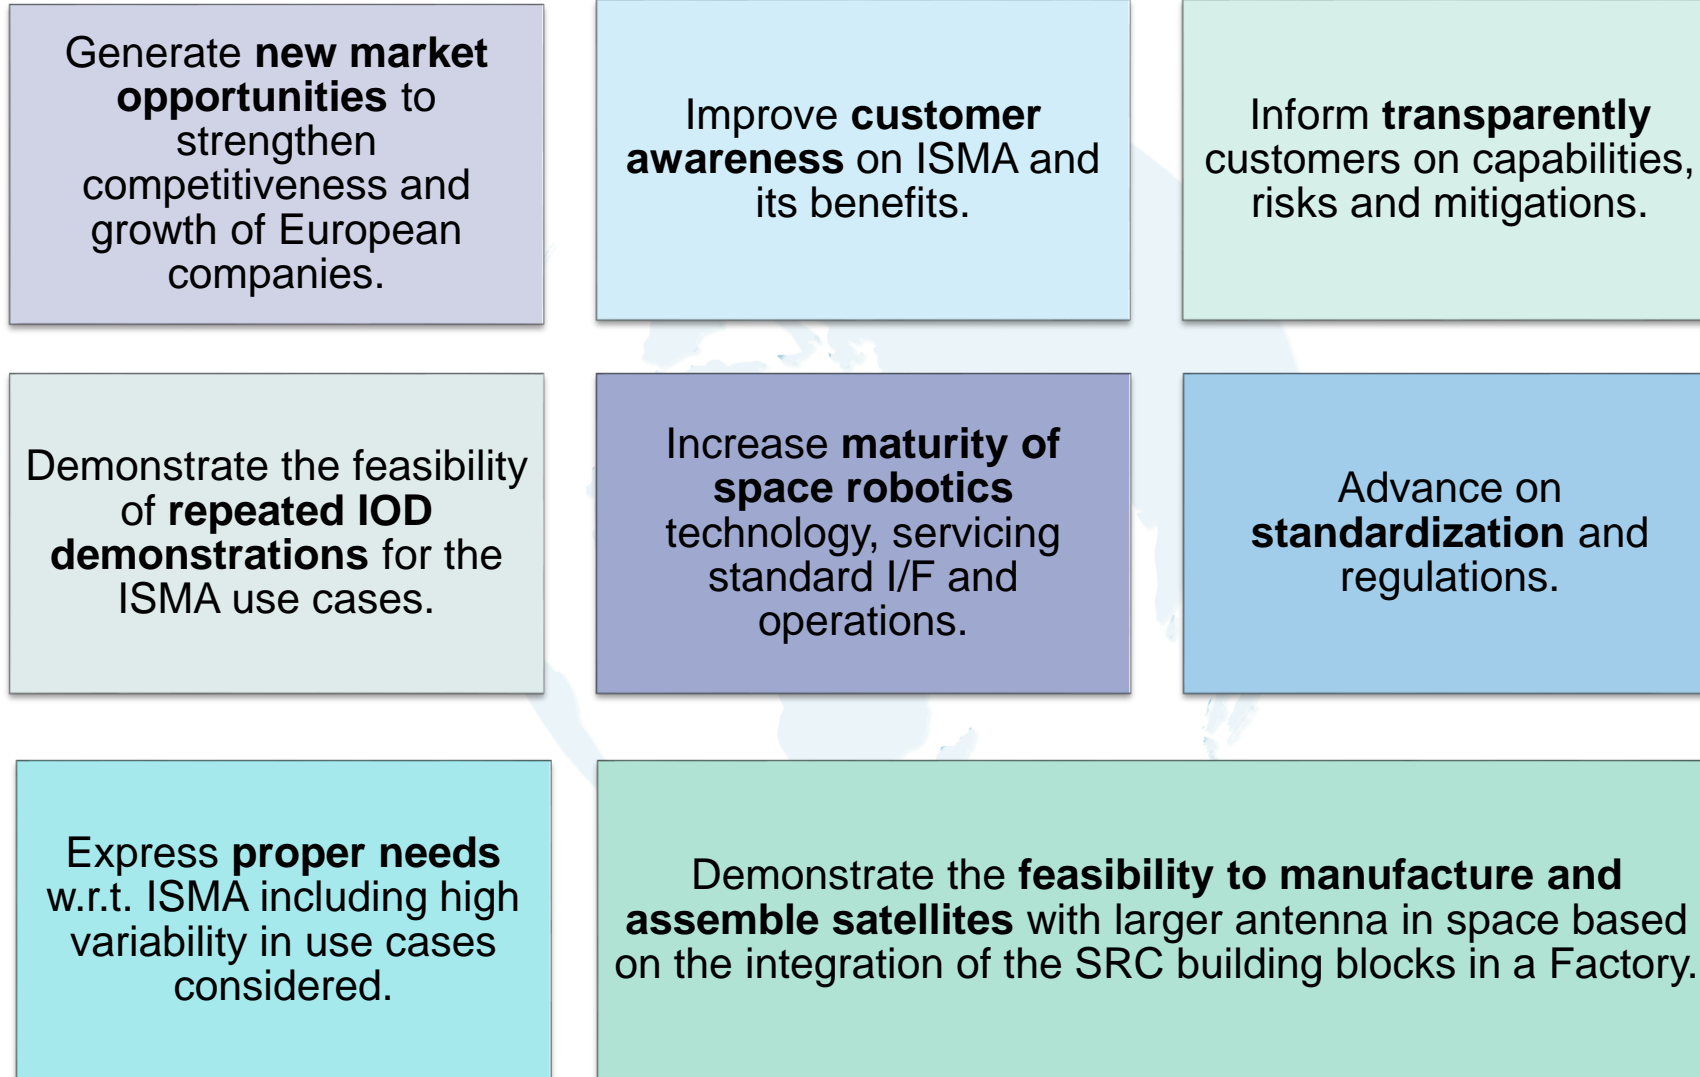 Generate new market
opportunities to
strengthen
competitiveness and
growth of European
companies.
Improve customer
awareness on ISMA and
its benefits.
Inform transparently
customers on capabilities,
risks and mitigations.
Demonstrate the feasibility
of repeated IOD
demonstrations for the
ISMA use cases.
Increase maturity of
space robotics
technology, servicing
standard I/F and
operations.
Advance on
standardization and
regulations.
Express proper needs
w.r.t. ISMA including high
variability in use cases
considered.
Demonstrate the feasibility to manufacture and
assemble satellites with larger antenna in space based
on the integration of the SRC building blocks in a Factory.